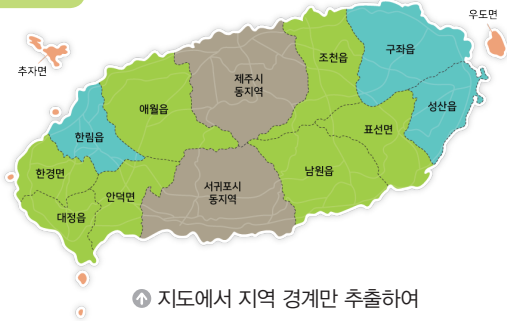 우도면
추자면
구좌읍
조천읍
제주시
동지역
성산읍
애월읍
표선면
한림읍
한경면
남원읍
서귀포시
동지역
안덕면
대정읍
지도에서 지역 경계만 추출하여